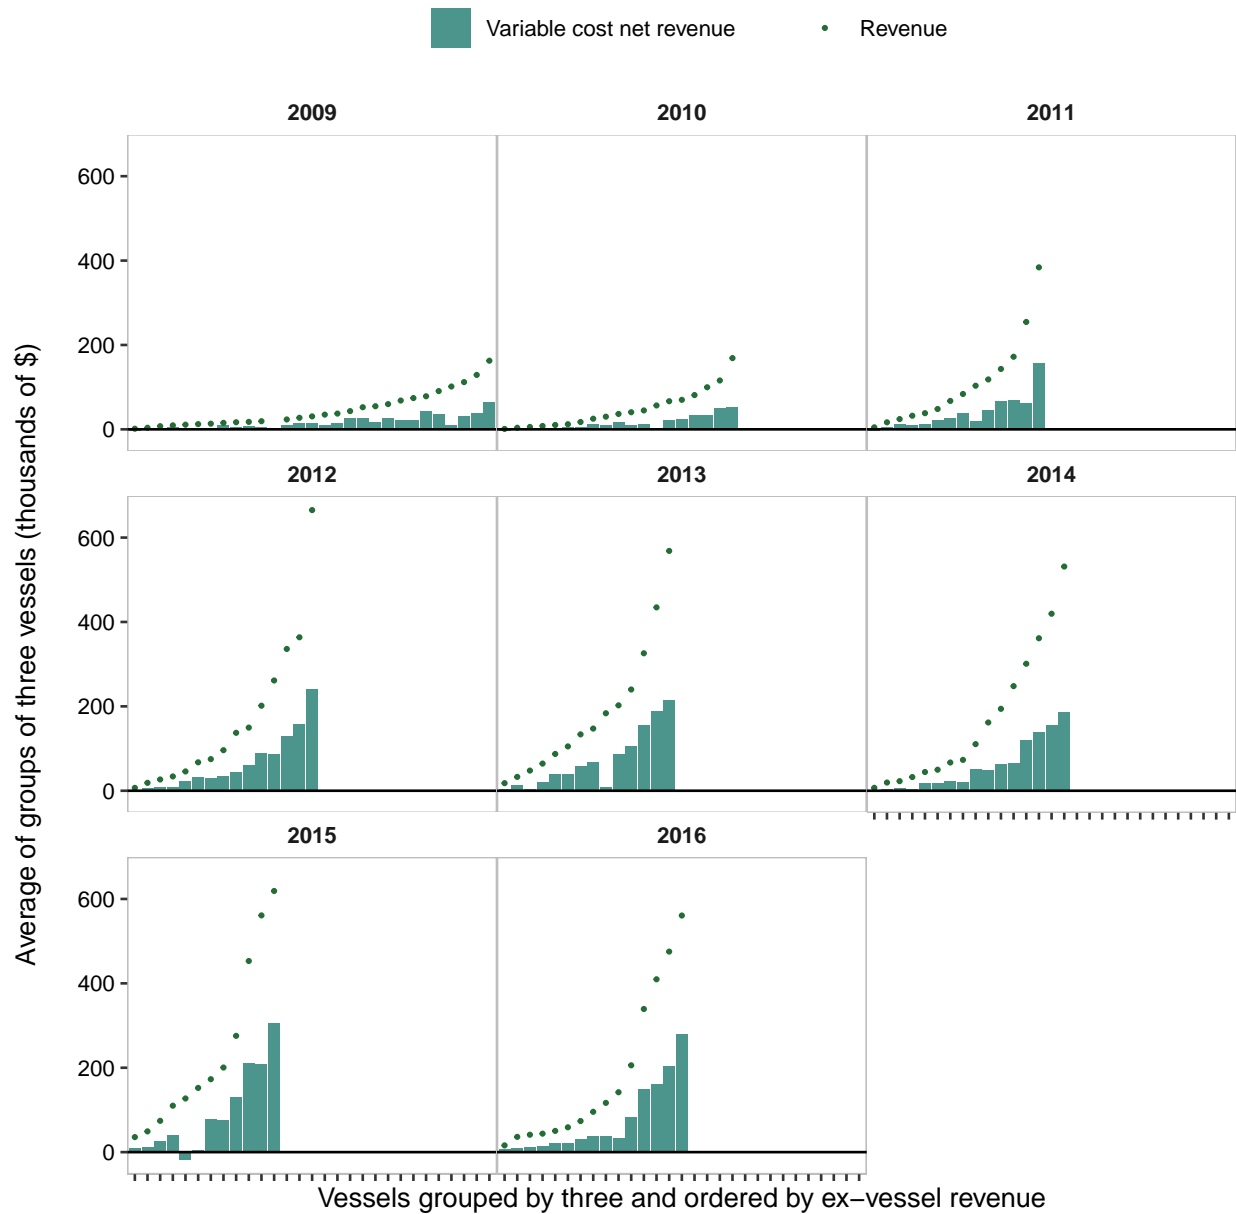 Variable cost net revenue Revenue
2009 2010 2011
600
400
200
0
2012 2013 2014
600
400
200
0
2015 2016
600
400
200
0
Average of groups of three vessels (thousands of $)
Vessels grouped by three and ordered by ex−vessel revenue